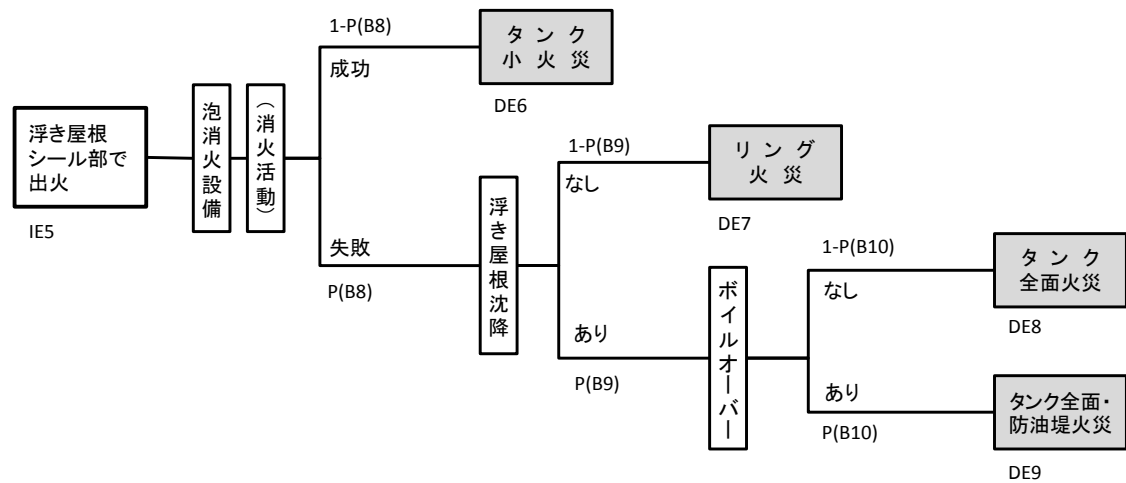 浮き屋根
シール部で
出火
IE5
泡消火設備
（消火活動）
1-P(B8)
成功
タンク
小火災
DE6
失敗
P(B8)
浮き屋根沈降
1-P(B9)
なし
リング
火災
DE7
あり
P(B9)
ボイルオーバー
1-P(B10)
なし
タンク
全面火災
DE8
あり
P(B10)
タンク全面・
防油堤火災
DE9